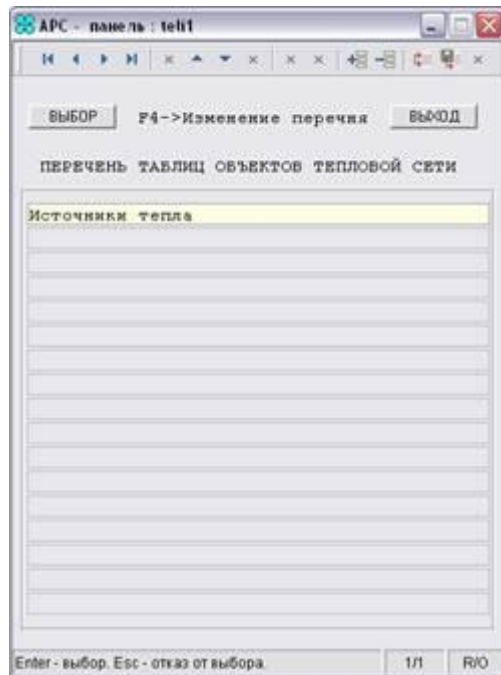 АРС - панель : teli1
ВЫБОР F4->Изменение перечня ВЫХОД
ПЕРЕЧЕНЬ ТАБЛИЦ ОБЪЕКТОВ ТЕПЛОВОЙ СЕТИ
Источники тепла
Enter - выбор. Esc - отказ от выбора. 1/1 R/O